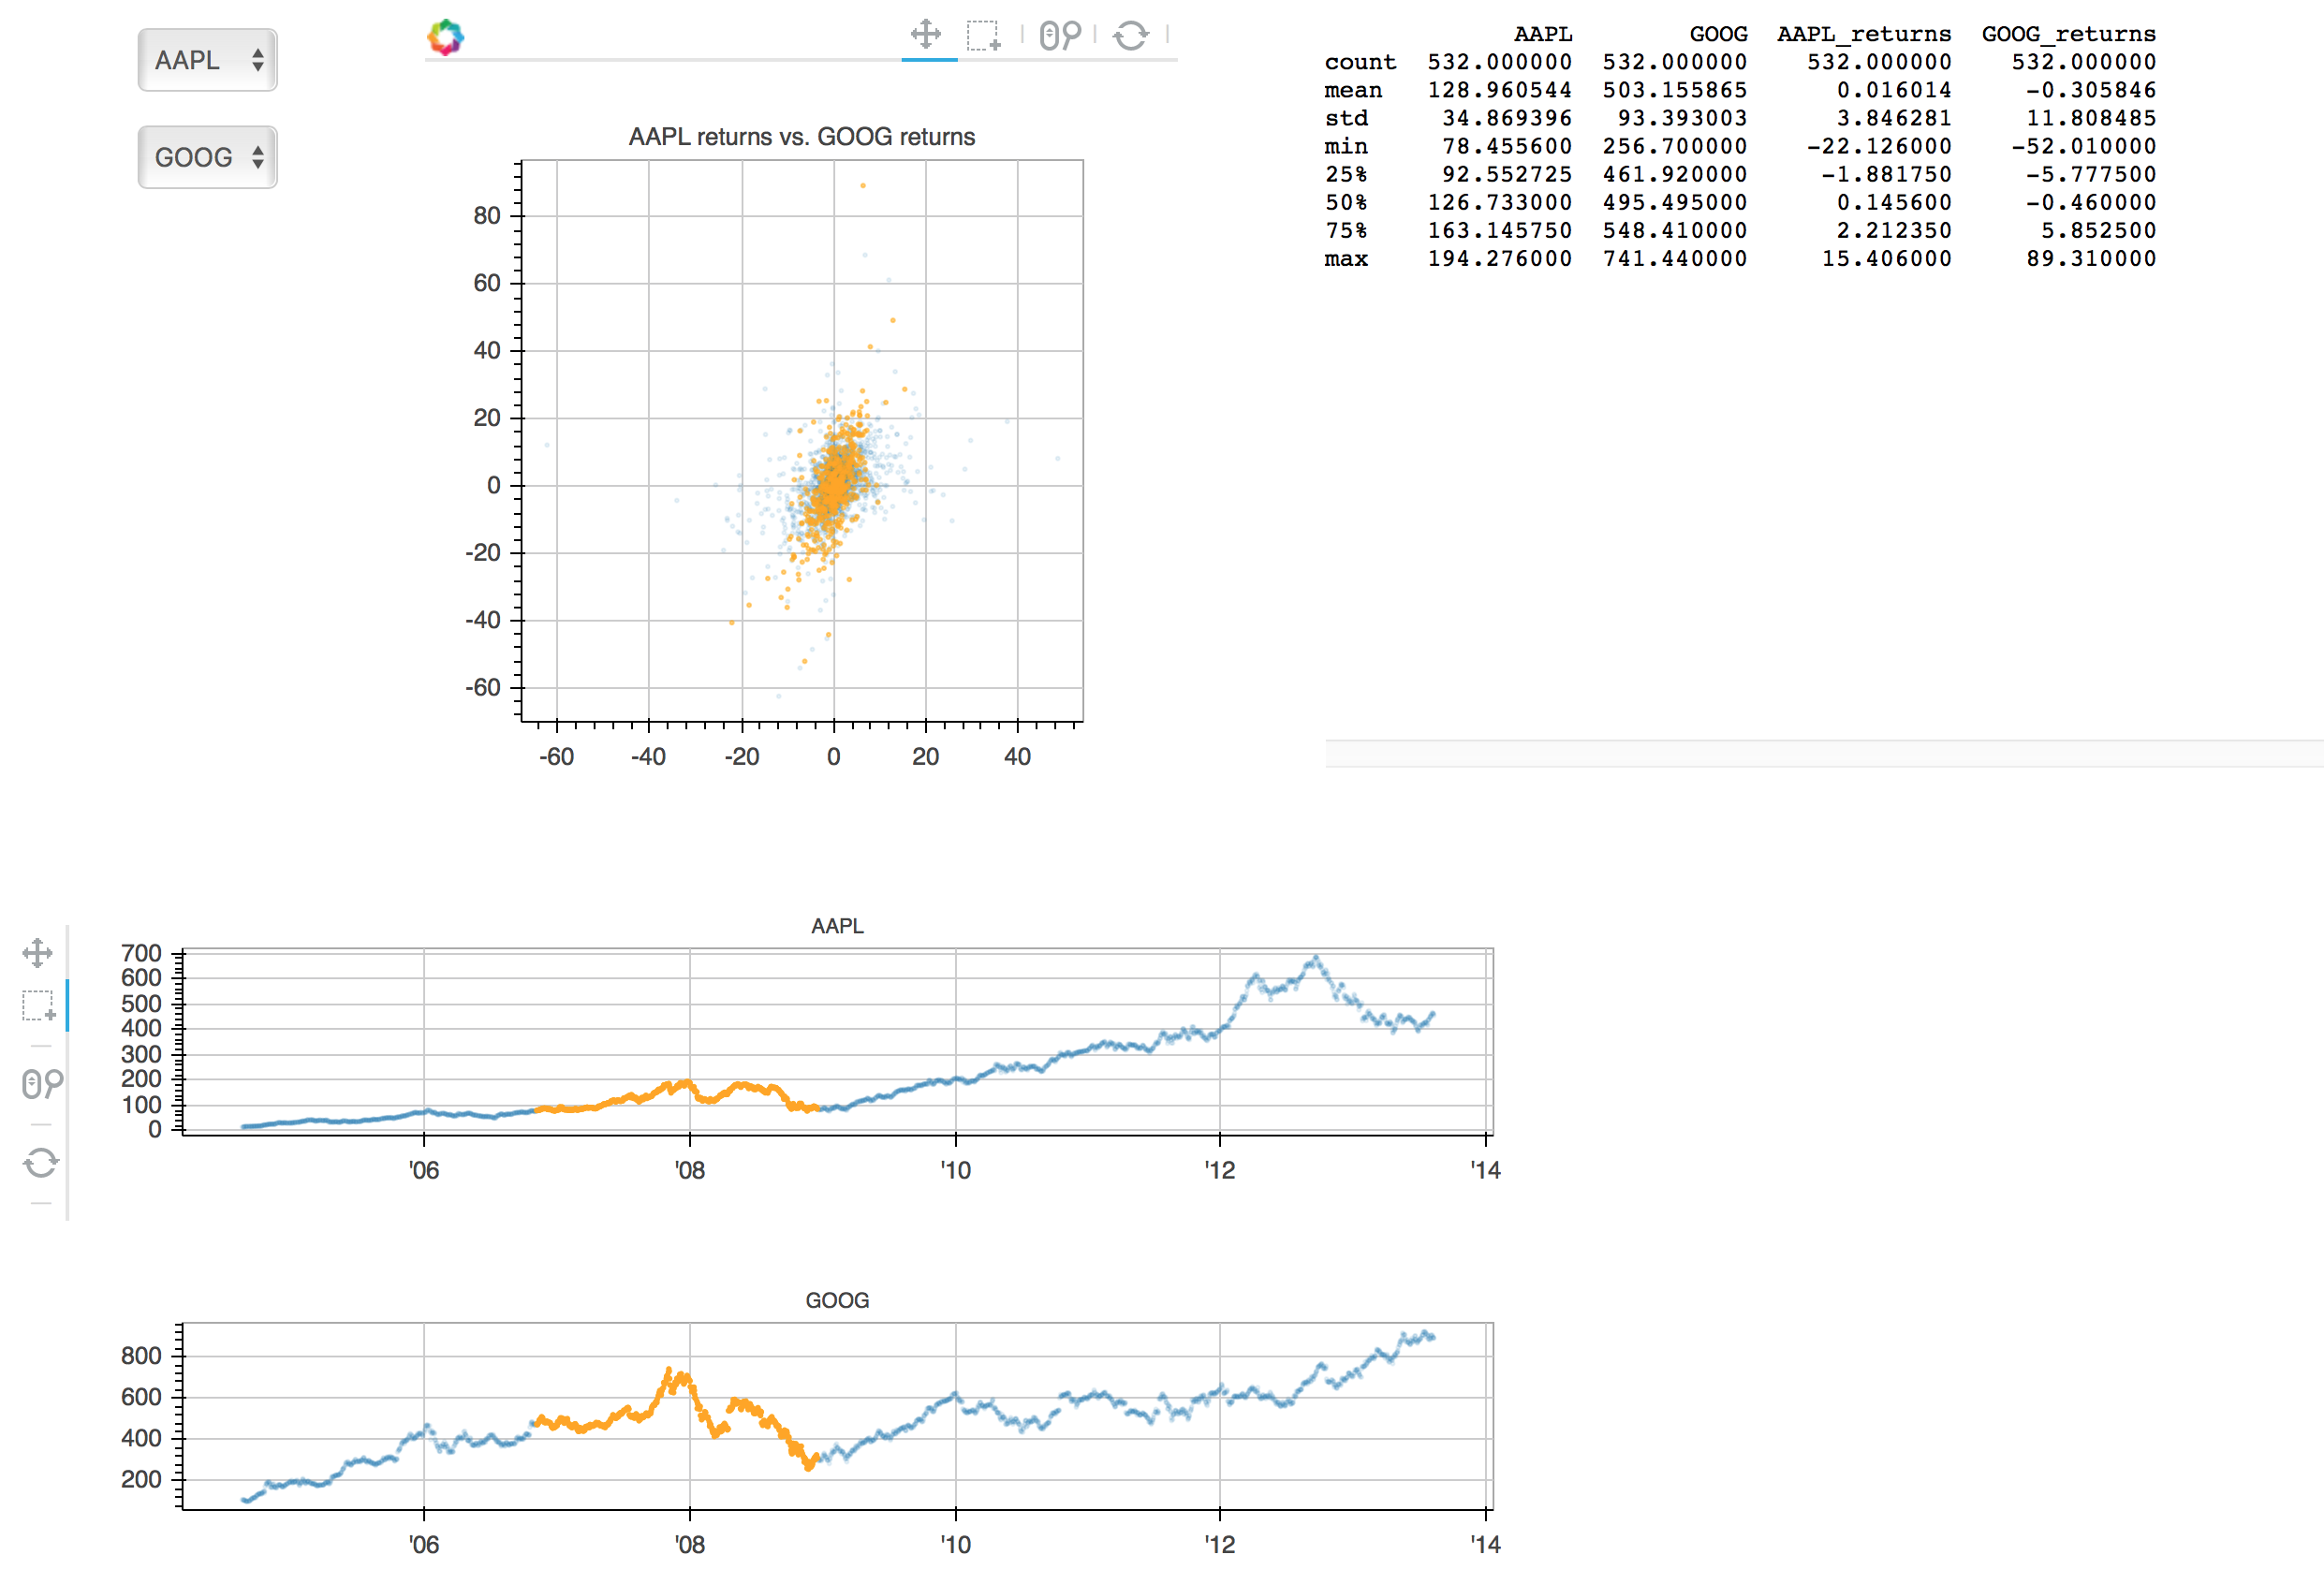 AAPL
GOOG
AAPL GOOG AAPL_returns GOOG_returns
count 532.000000 532.000000 532.000000 532.000000
mean 128.960544 503.155865 0.016014 -0.305846
std 34.869396 93.393003 3.846281 11.808485
min 78.455600 256.700000 -22.126000 -52.010000
25% 92.552725 461.920000 -1.881750 -5.777500
50% 126.733000 495.495000 0.145600 -0.460000
75% 163.145750 548.410000 2.212350 5.852500
max 194.276000 741.440000 15.406000 89.310000
AAPL returns vs. GOOG returns
80
60
40
20
0
-20
-40
-60
-60 -40 -20 0 20 40
AAPL
700
600
500
400
300
200
100
0
'06 '08 '10 '12 '14
GOOG
800
600
400
200
'06 '08 '10 '12 '14